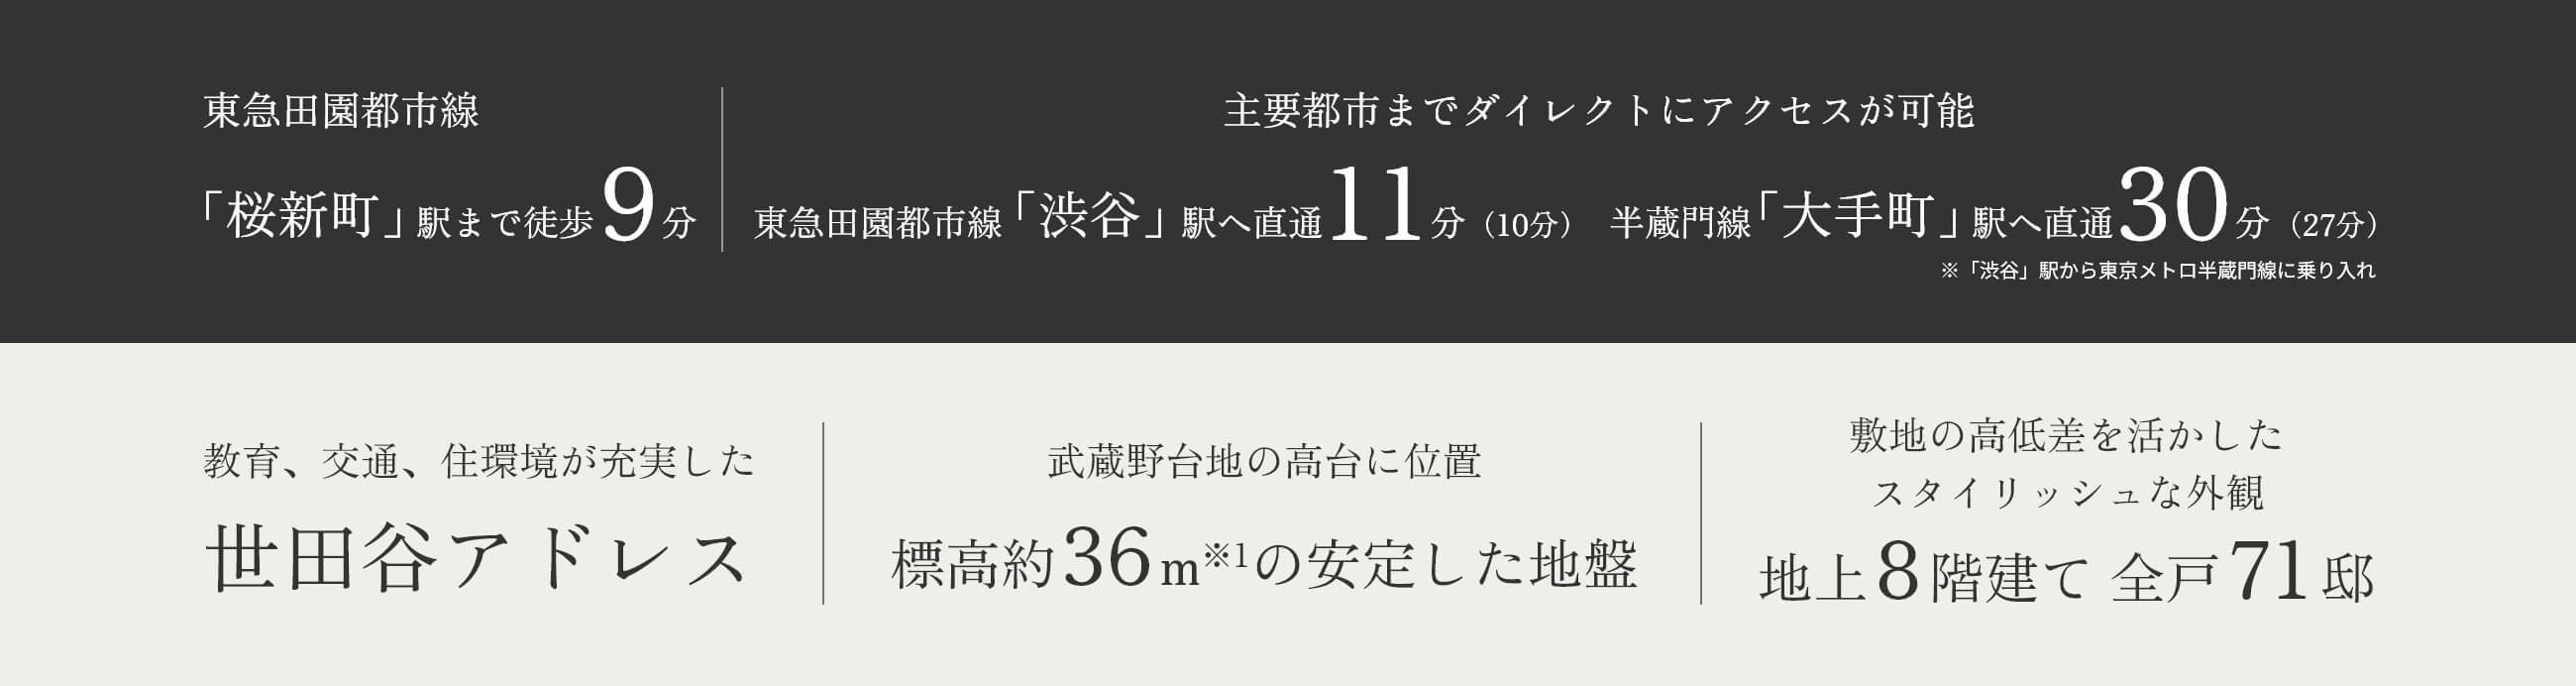 東急田園都市線
「桜新町」駅まで徒歩9分
主要都市までダイレクトにアクセスが可能
東急田園都市線「渋谷」駅へ直通11分（10分） 半蔵門線「大手町」駅へ直通30分（27分）
※「渋谷」駅から東京メトロ半蔵門線に乗り入れ
教育、交通、住環境が充実した
世田谷アドレス
武蔵野台地の高台に位置
標高約36m※1の安定した地盤
敷地の高低差を活かした
スタイリッシュな外観
地上8階建て 全戸71邸